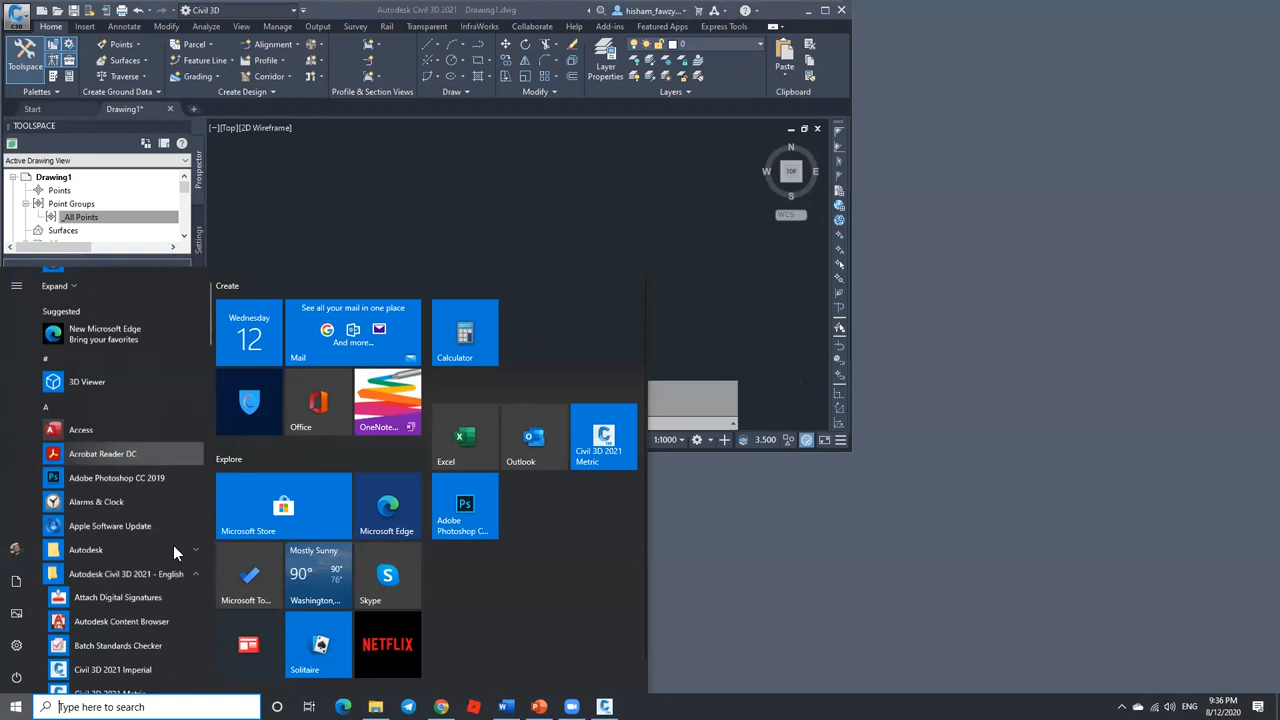 Civil 3D
Autodesk Civil 3D 2021 Drawing1.dwg
hisham_fawzy...
Home Insert Annotate Modify Analyze View Manage Output Survey Rail Transparent InfraWorks Collaborate Help Add-ins Featured Apps Express Tools
Toolspace
Points
Surfaces
Traverse
Parcel
Feature Line
Grading
Alignment
Profile
Corridor
Layer
Properties
0
Paste
Palettes Create Ground Data Create Design Profile & Section Views Draw Modify Layers Clipboard
Start Drawing1*
TOOLSPACE
Active Drawing View
Drawing1
Points
Point Groups
_All Points
Surfaces
Prospector
Settings
[−][Top][2D Wireframe]
N
W TOP E
S
WCS
1:1000 3.500
Expand
Suggested
New Microsoft Edge
Bring your favorites
#
3D Viewer
A
Access
Acrobat Reader DC
Adobe Photoshop CC 2019
Alarms & Clock
Apple Software Update
Autodesk
Autodesk Civil 3D 2021 - English
Attach Digital Signatures
Autodesk Content Browser
Batch Standards Checker
Civil 3D 2021 Imperial
Civil 3D 2021 Metric
Create
Wednesday
12
See all your mail in one place
And more...
Mail
Calculator
Office
OneNote...
Excel
Outlook
Civil 3D 2021
Metric
Explore
Microsoft Store
Microsoft Edge
Adobe
Photoshop C...
Microsoft To...
Mostly Sunny
90° 90°
76°
Washington,...
Skype
Solitaire
NETFLIX
Type here to search
9:36 PM
8/12/2020